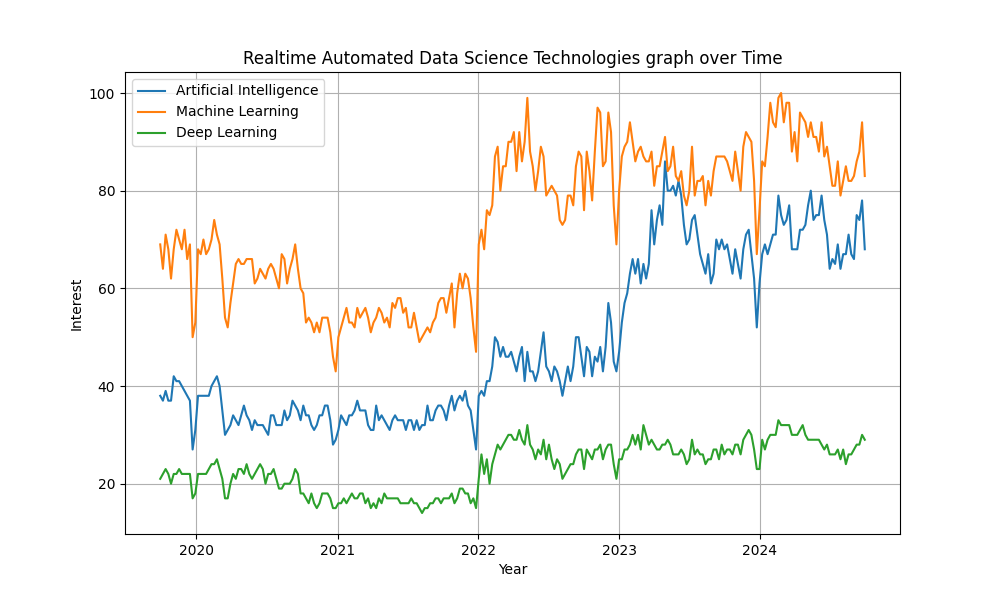 Realtime Automated Data Science Technologies graph over Time
Artificial Intelligence
Machine Learning
Deep Learning
100
80
60
40
20
Interest
2020 2021 2022 2023 2024
Year